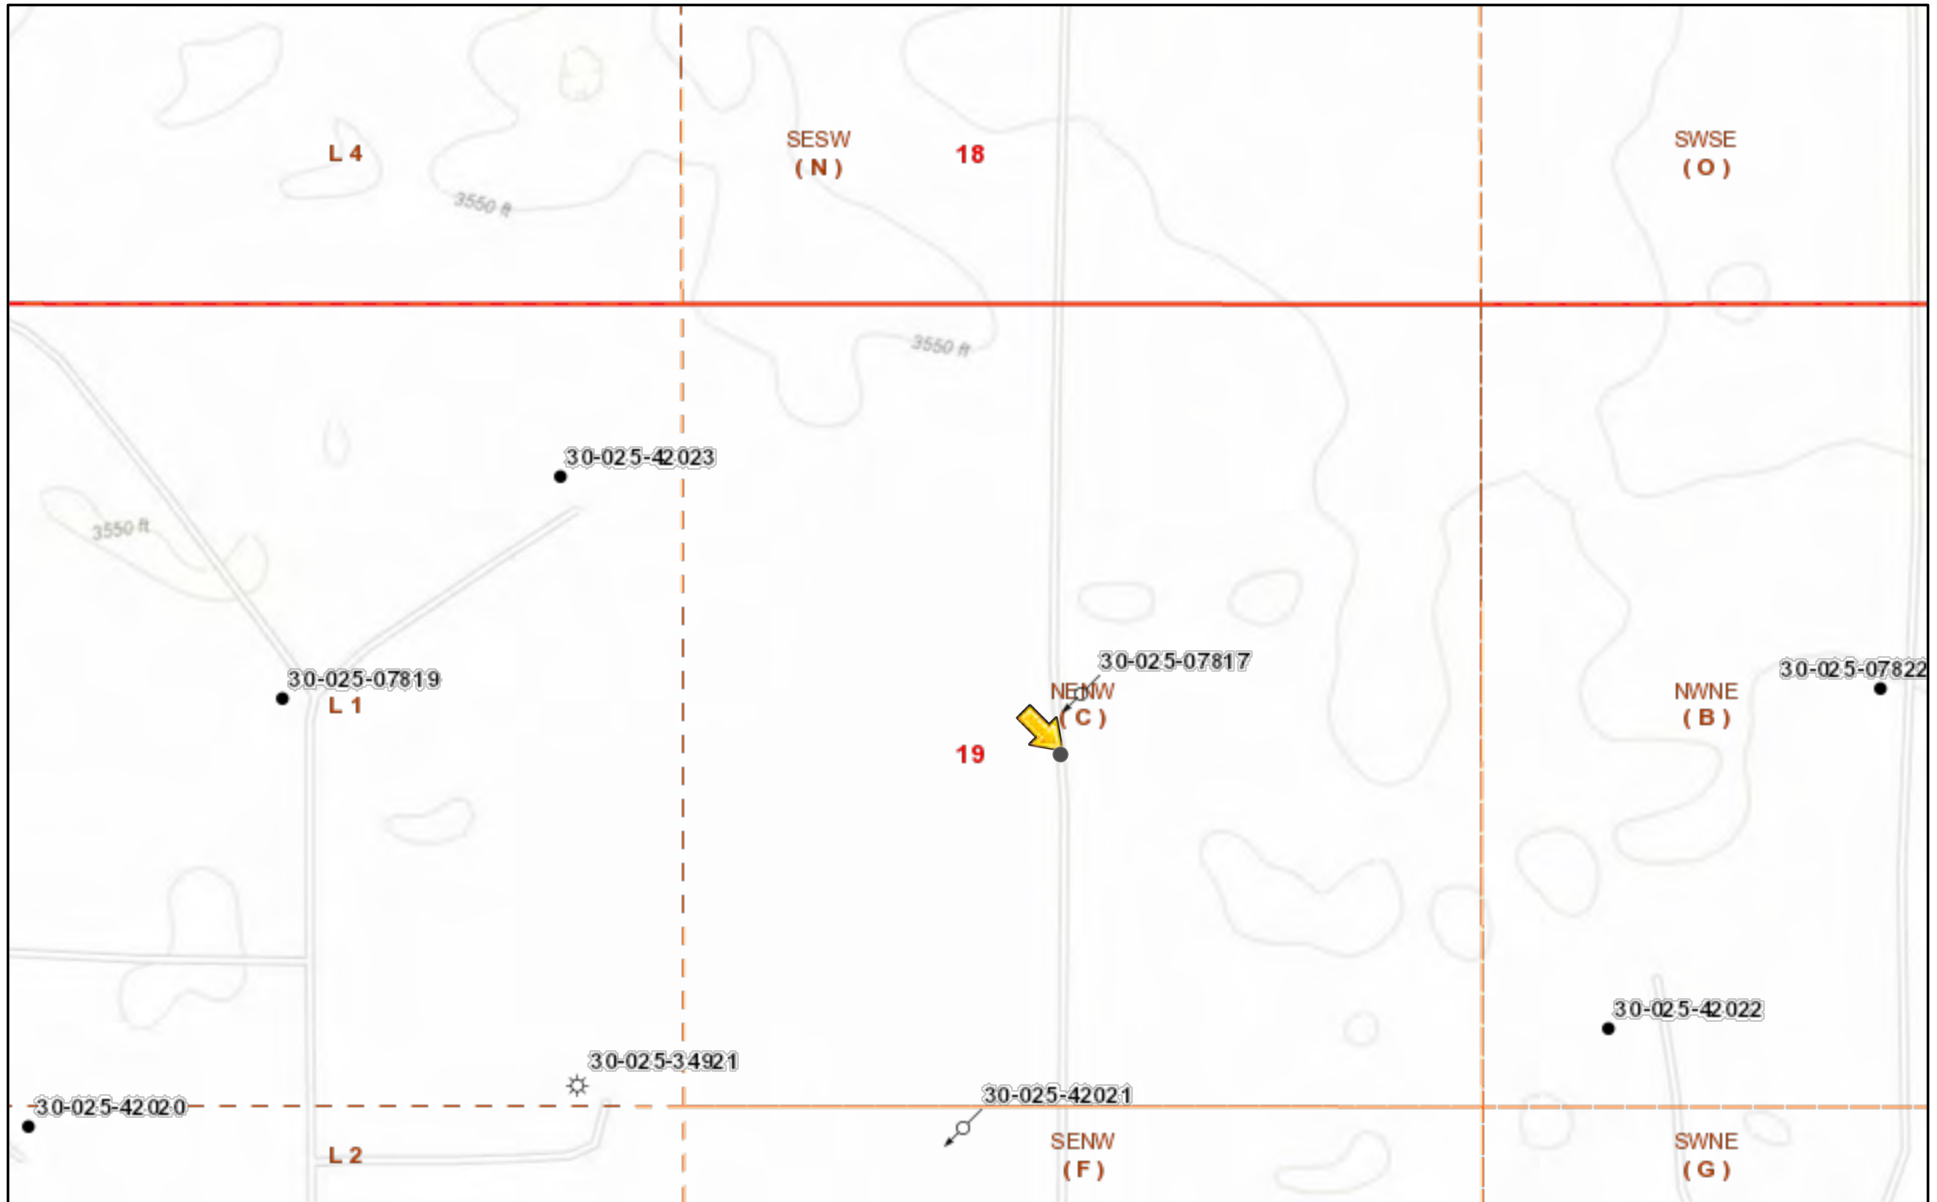 SESW
(N)
SWSE
(O)
L 4
18
3550 ft
3550 ft
30-025-42023
3550 ft
30-025-07817
30-025-07819
L 1
NENW
(C)
NWNE
(B)
30-025-07822
19
30-025-42022
30-025-34921
30-025-42020
30-025-42021
L 2
SENW
(F)
SWNE
(G)